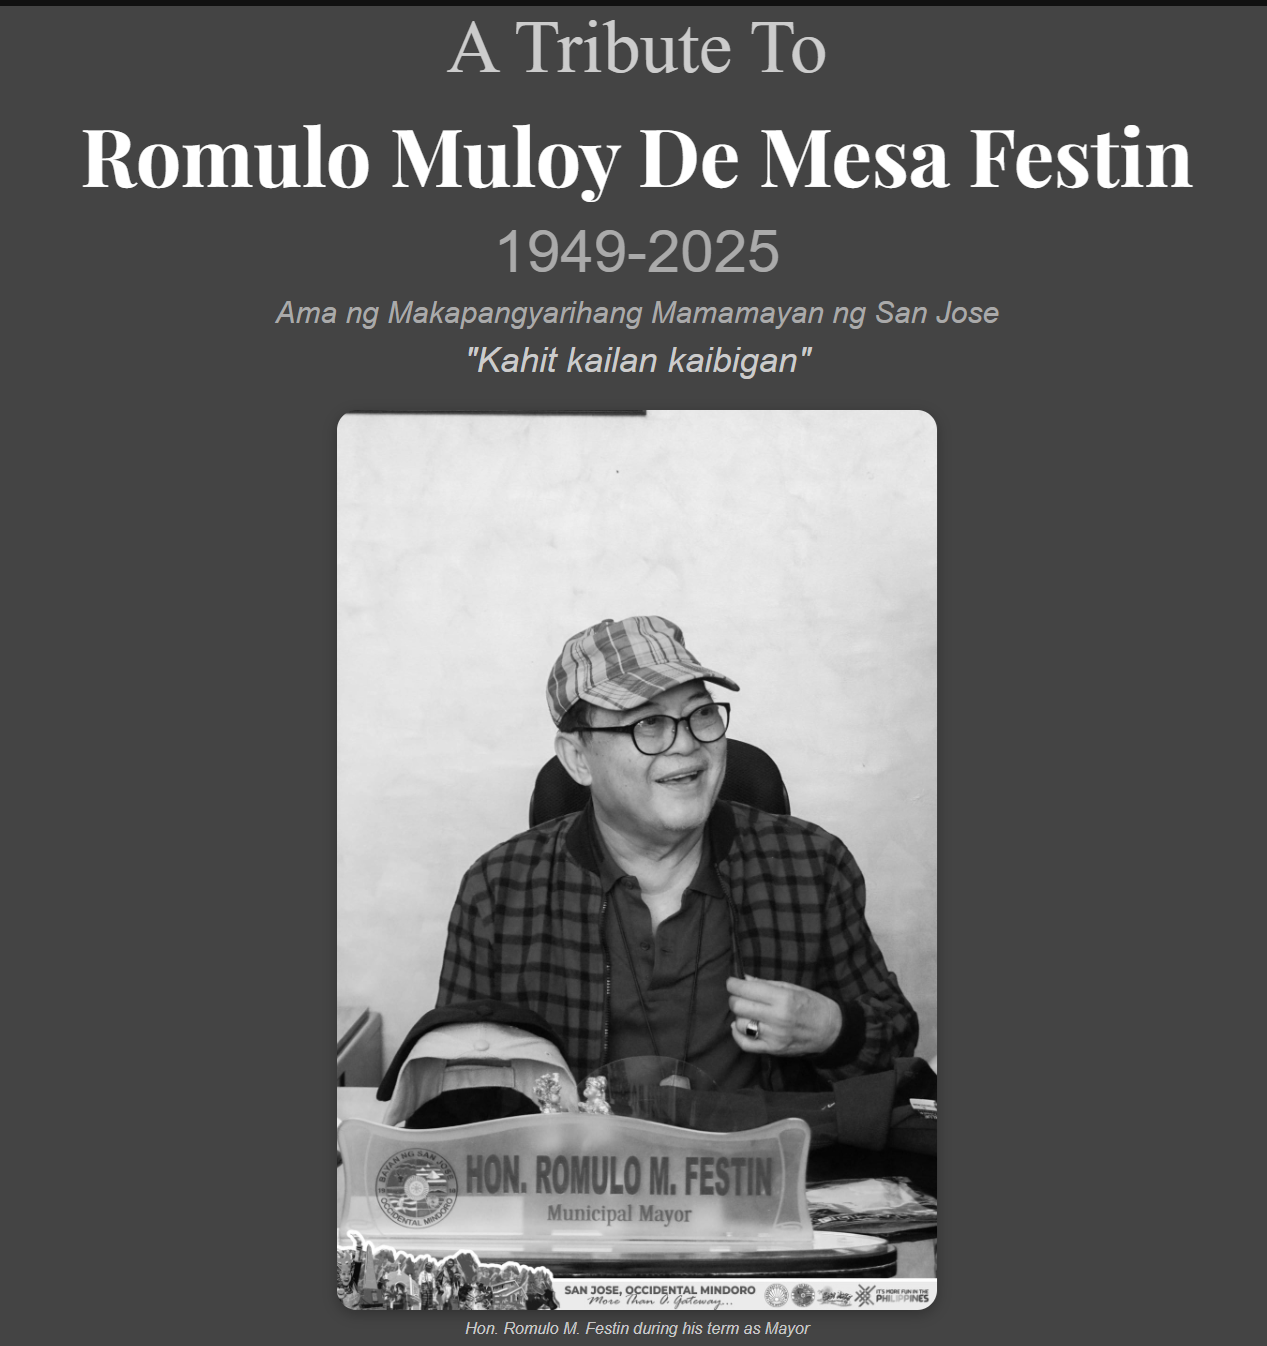 A Tribute To
Romulo Muloy De Mesa Festin
1949-2025
Ama ng Makapangyarihang Mamamayan ng San Jose
"Kahit kailan kaibigan"
BAYAN NG SAN JOSE
OCCIDENTAL MINDORO
HON. ROMULO M. FESTIN
Municipal Mayor
SAN JOSE, OCCIDENTAL MINDORO
More Than A Gateway...
IT'S MORE FUN IN THE
PHILIPPINES
Hon. Romulo M. Festin during his term as Mayor